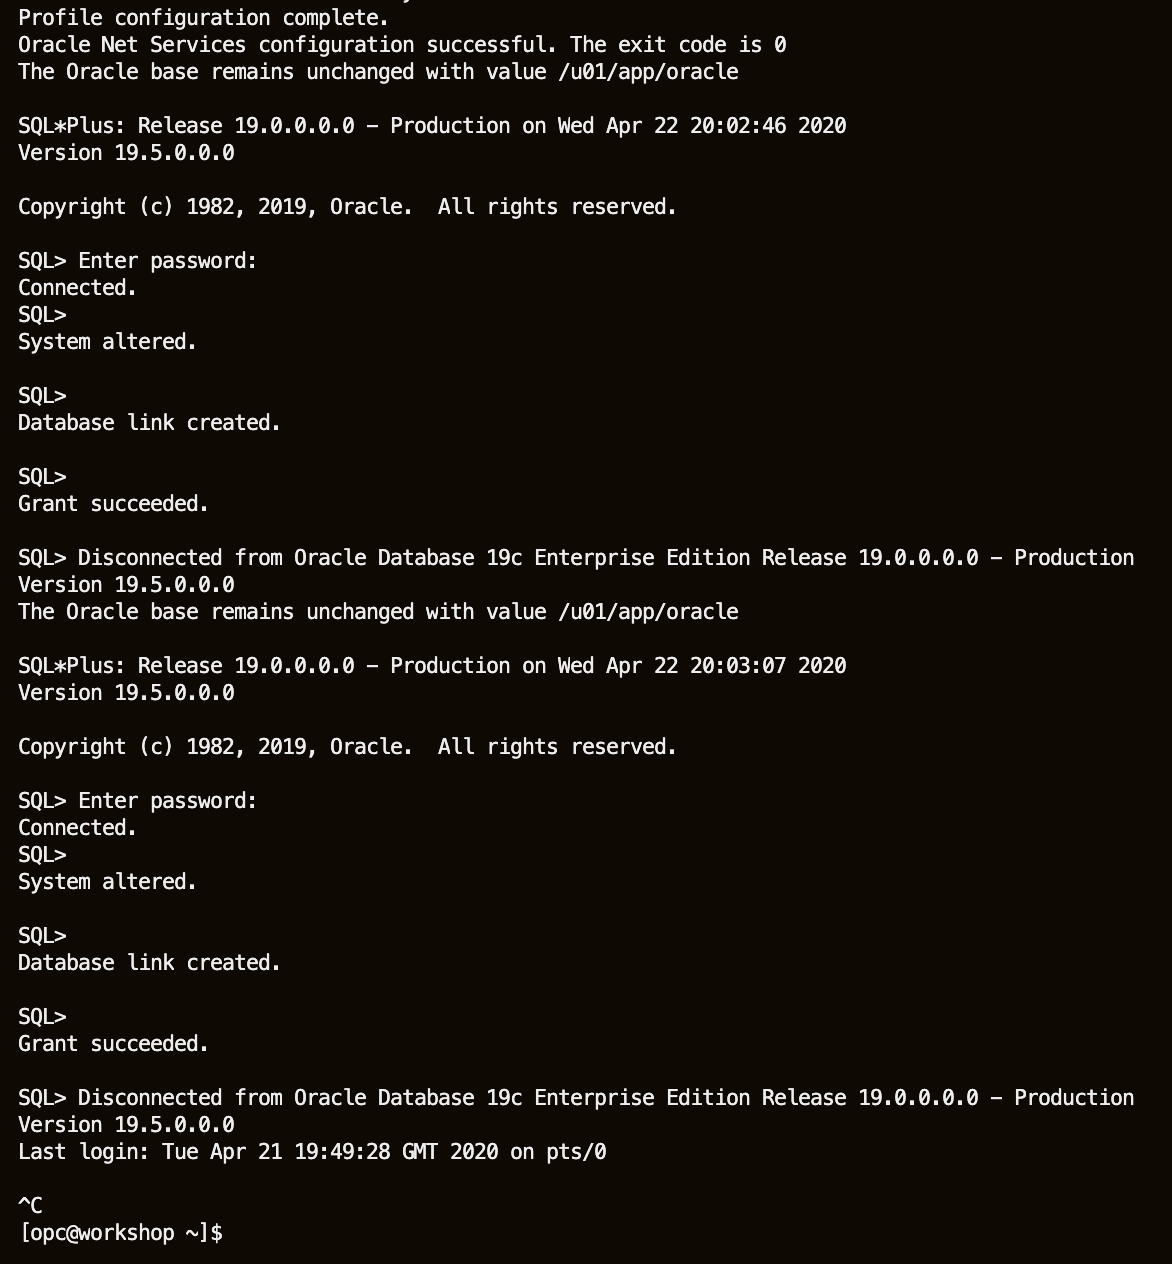 Profile configuration complete.
Oracle Net Services configuration successful. The exit code is 0
The Oracle base remains unchanged with value /u01/app/oracle
SQL*Plus: Release 19.0.0.0.0 - Production on Wed Apr 22 20:02:46 2020
Version 19.5.0.0.0
Copyright (c) 1982, 2019, Oracle.  All rights reserved.
SQL> Enter password:
Connected.
SQL>
System altered.
SQL>
Database link created.
SQL>
Grant succeeded.
SQL> Disconnected from Oracle Database 19c Enterprise Edition Release 19.0.0.0.0 - Production
Version 19.5.0.0.0
The Oracle base remains unchanged with value /u01/app/oracle
SQL*Plus: Release 19.0.0.0.0 - Production on Wed Apr 22 20:03:07 2020
Version 19.5.0.0.0
Copyright (c) 1982, 2019, Oracle.  All rights reserved.
SQL> Enter password:
Connected.
SQL>
System altered.
SQL>
Database link created.
SQL>
Grant succeeded.
SQL> Disconnected from Oracle Database 19c Enterprise Edition Release 19.0.0.0.0 - Production
Version 19.5.0.0.0
Last login: Tue Apr 21 19:49:28 GMT 2020 on pts/0
^C
[opc@workshop ~]$